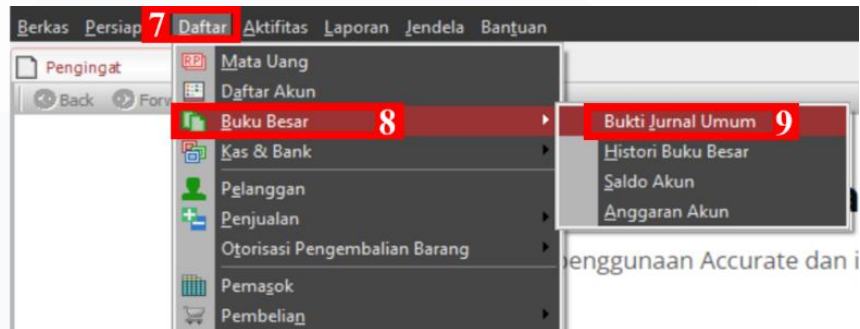 Berkas Persiap 7 Daftar Aktifitas Laporan Jendela Bantuan
Pengingat
Back Forw
Mata Uang
Daftar Akun
Buku Besar 8
Kas & Bank
Pelanggan
Penjualan
Otorisasi Pengembalian Barang
Pemasok
Pembelian
Bukti Jurnal Umum 9
Histori Buku Besar
Saldo Akun
Anggaran Akun
penggunaan Accurate dan i